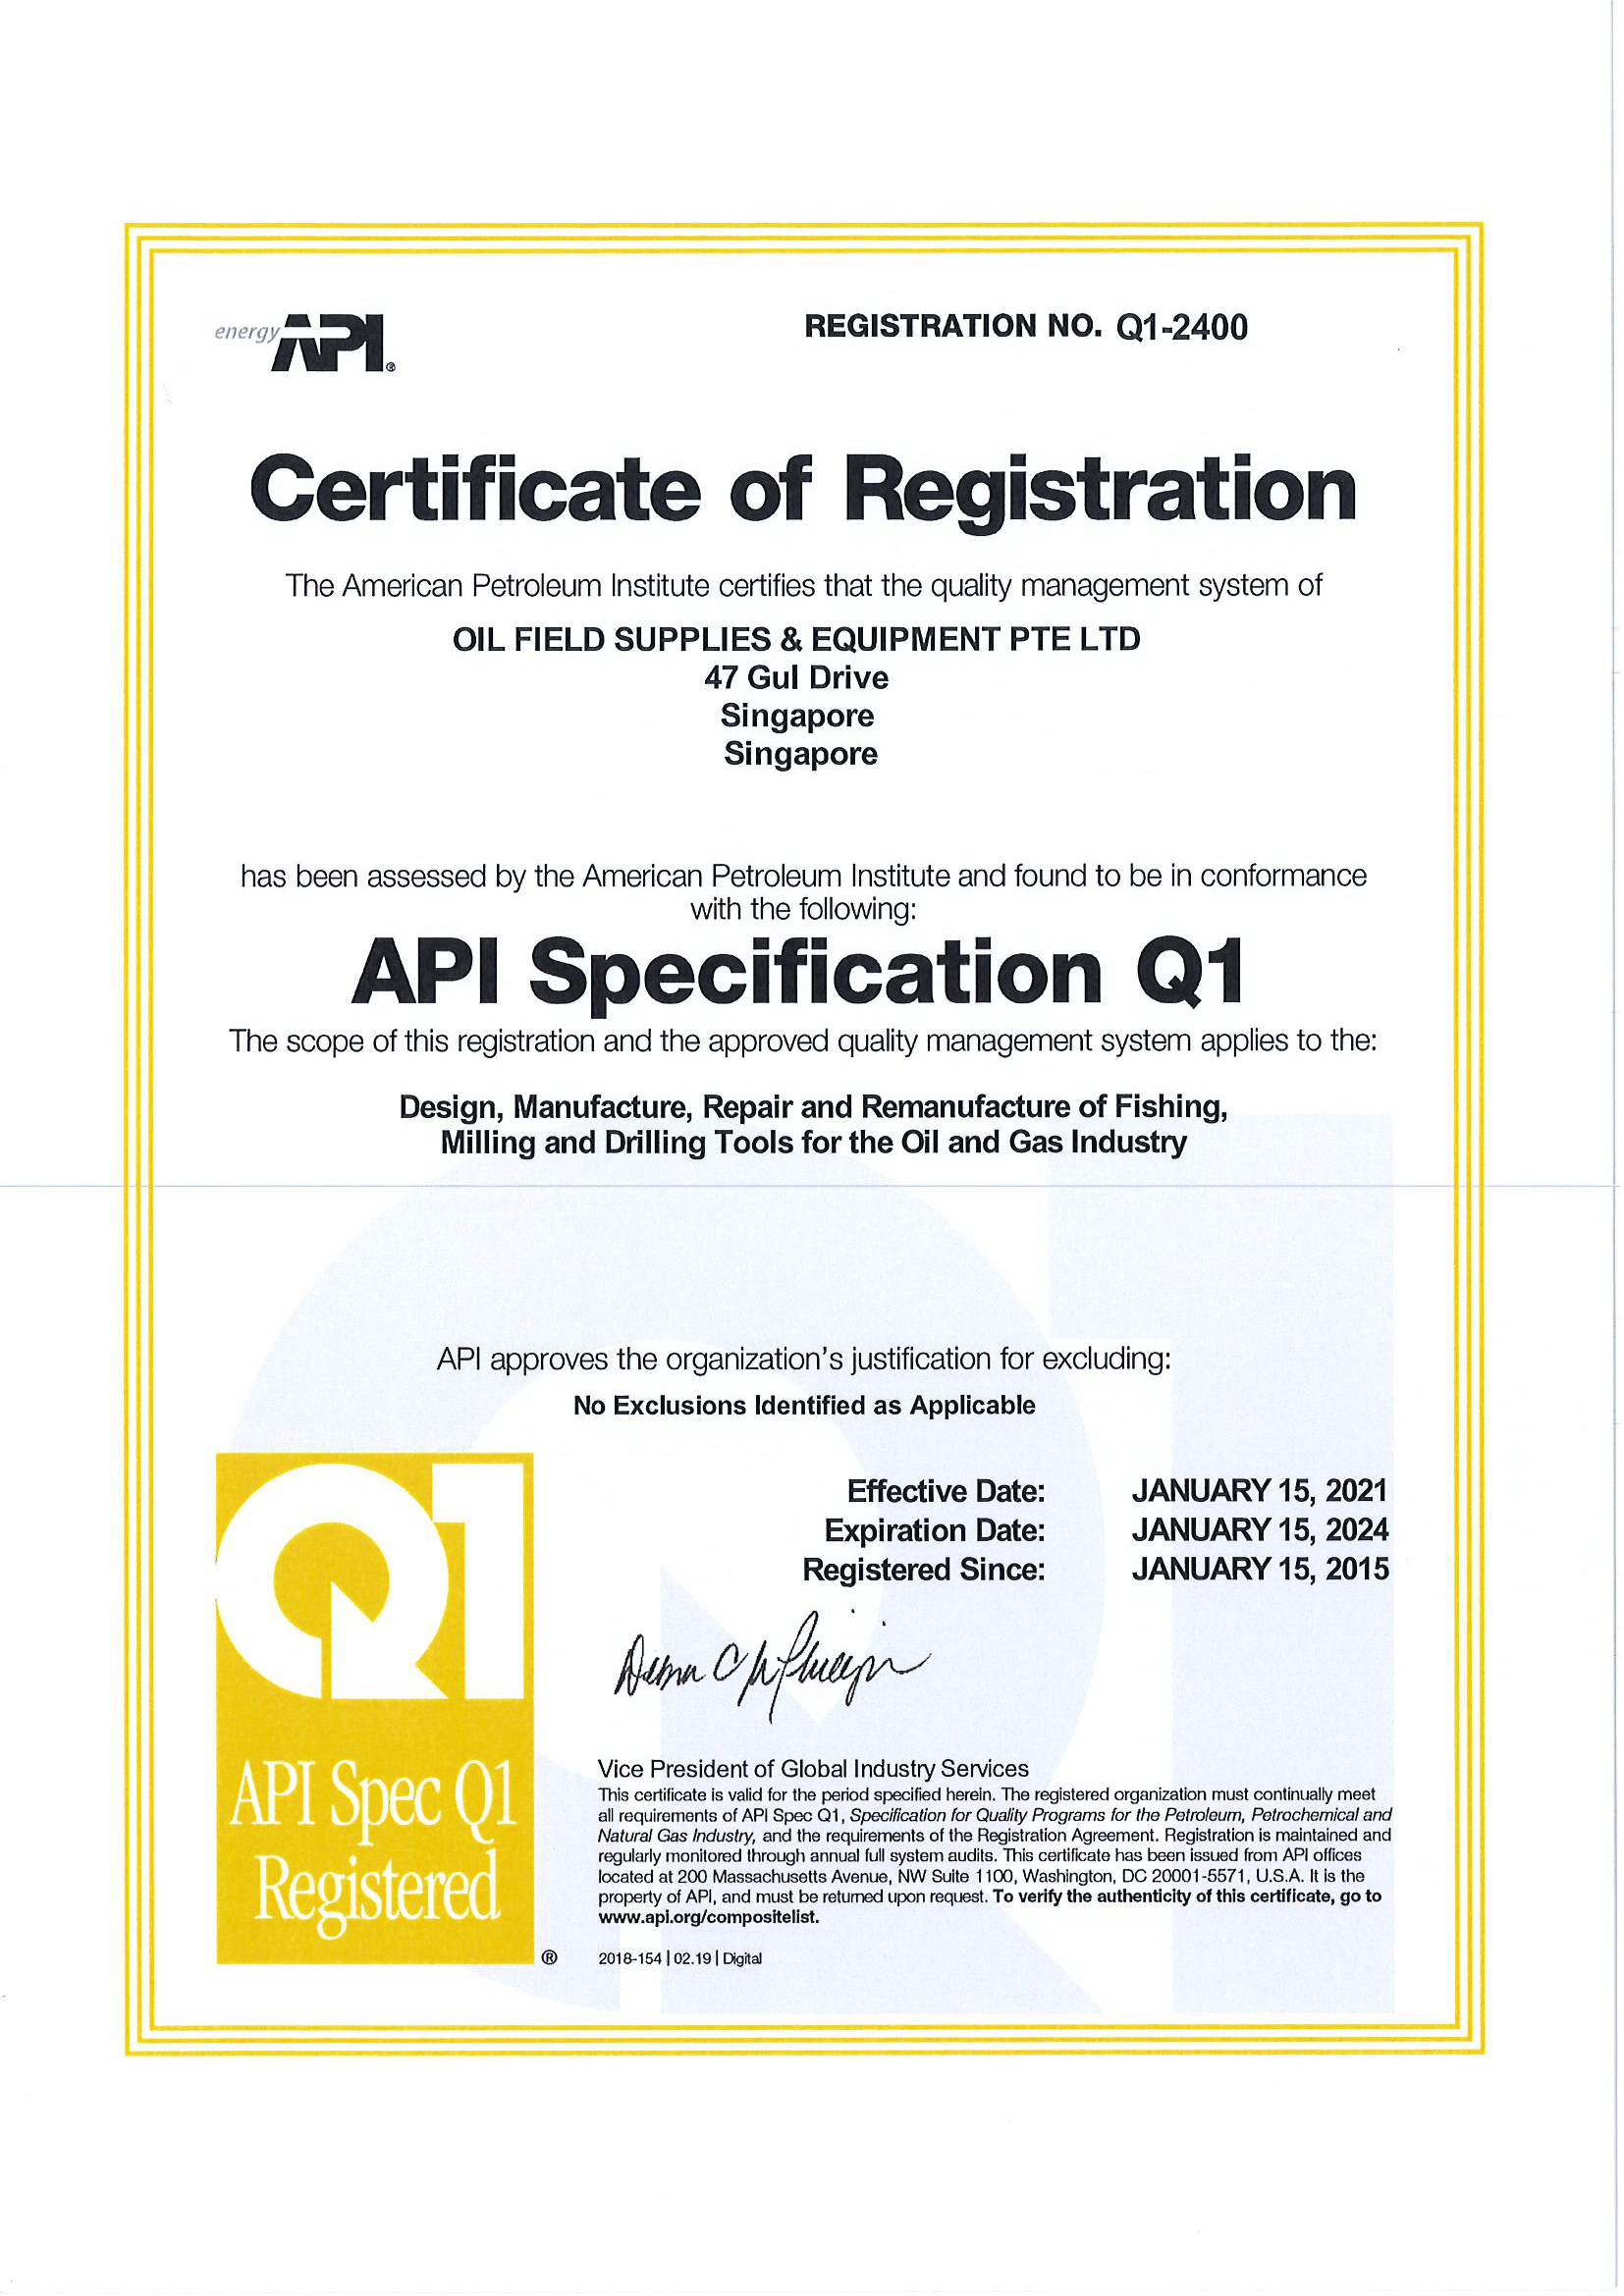 energy API®
REGISTRATION NO. Q1-2400
Certificate of Registration
The American Petroleum Institute certifies that the quality management system of
OIL FIELD SUPPLIES & EQUIPMENT PTE LTD
47 Gul Drive
Singapore
Singapore
has been assessed by the American Petroleum Institute and found to be in conformance
with the following:
API Specification Q1
The scope of this registration and the approved quality management system applies to the:
Design, Manufacture, Repair and Remanufacture of Fishing,
Milling and Drilling Tools for the Oil and Gas Industry
API approves the organization's justification for excluding:
No Exclusions Identified as Applicable
Effective Date: JANUARY 15, 2021
Expiration Date: JANUARY 15, 2024
Registered Since: JANUARY 15, 2015
Q1
API Spec Q1
Registered
®
Vice President of Global Industry Services
This certificate is valid for the period specified herein. The registered organization must continually meet
all requirements of API Spec Q1, Specification for Quality Programs for the Petroleum, Petrochemical and
Natural Gas Industry, and the requirements of the Registration Agreement. Registration is maintained and
regularly monitored through annual full system audits. This certificate has been issued from API offices
located at 200 Massachusetts Avenue, NW Suite 1100, Washington, DC 20001-5571, U.S.A. It is the
property of API, and must be returned upon request. To verify the authenticity of this certificate, go to
www.api.org/compositelist.
2018-154 | 02.19 | Digital